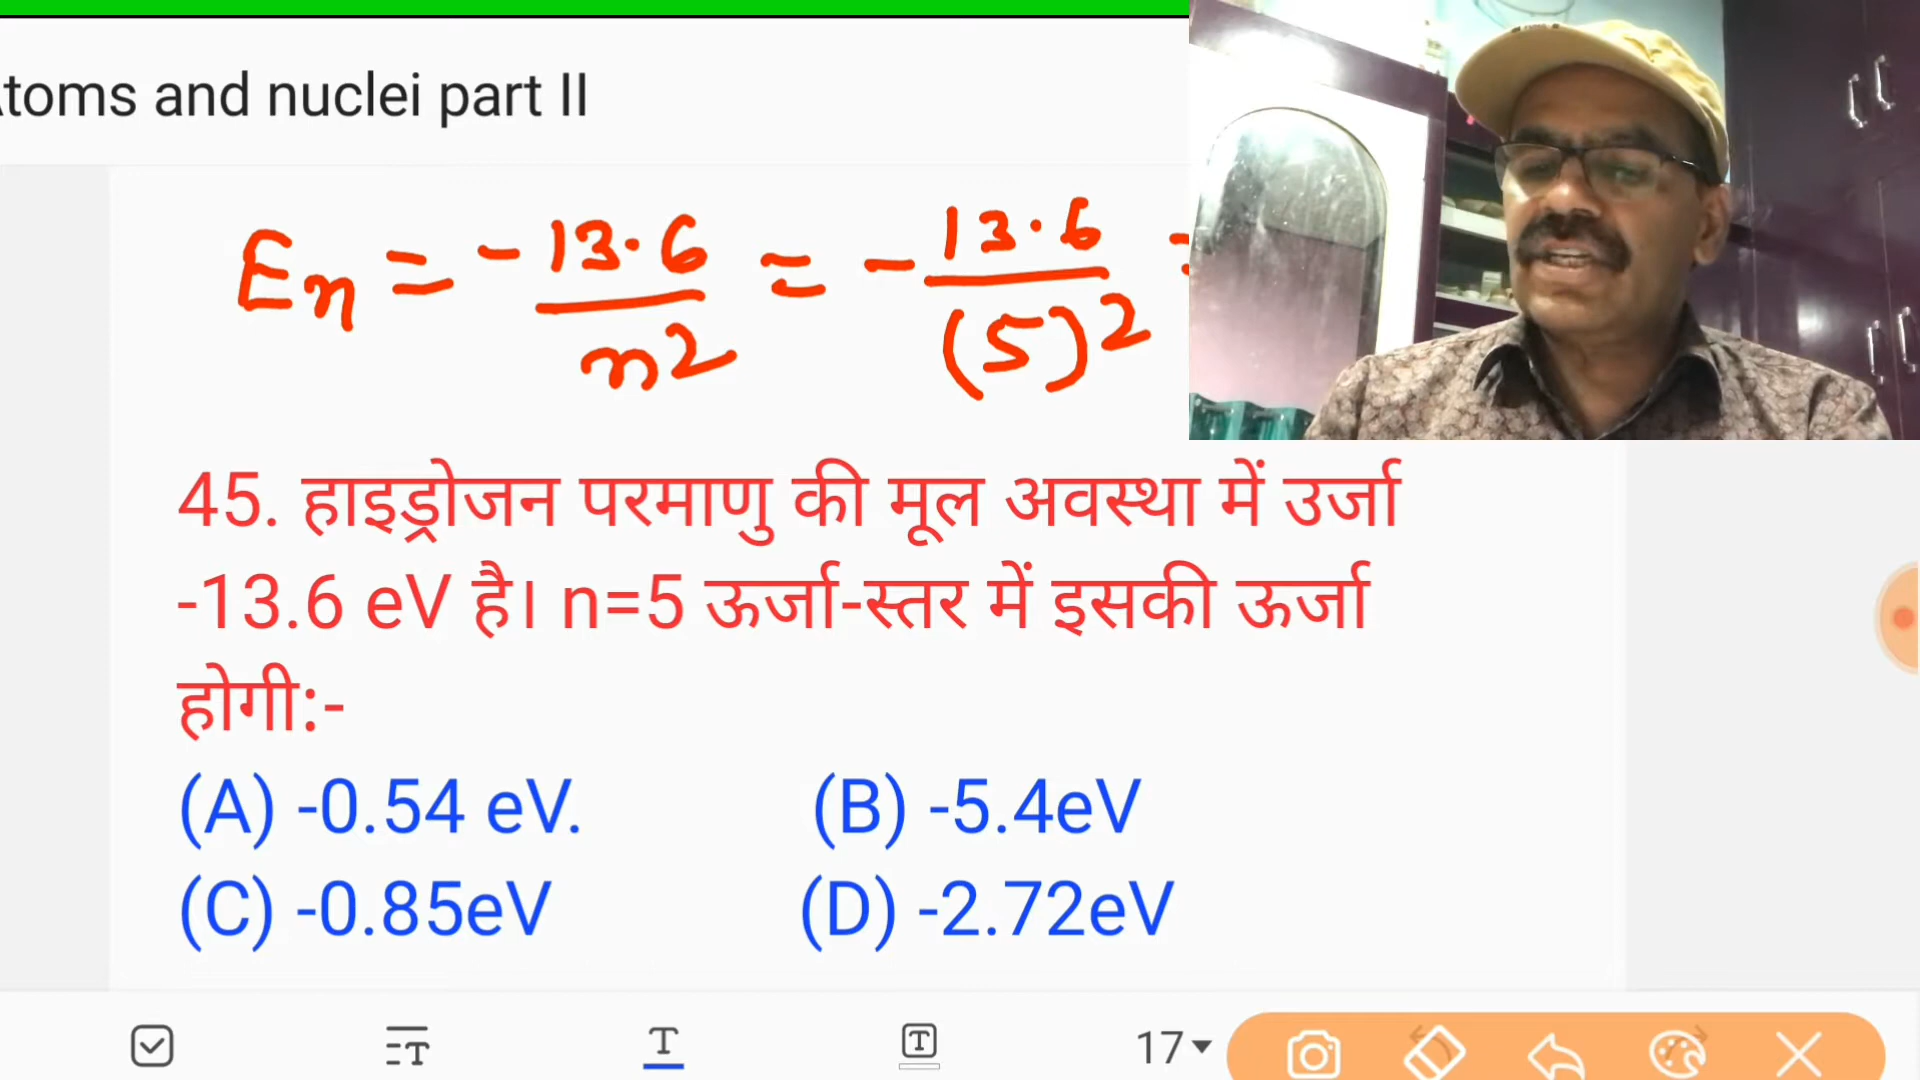 toms and nuclei part II
En = -13.6/n2 = -13.6/(5)2 =
45. हाइड्रोजन परमाणु की मूल अवस्था में उर्जा
-13.6 eV है। n=5 ऊर्जा-स्तर में इसकी ऊर्जा
होगी:-
(A) -0.54 eV. (B) -5.4eV
(C) -0.85eV (D) -2.72eV
T T T 17